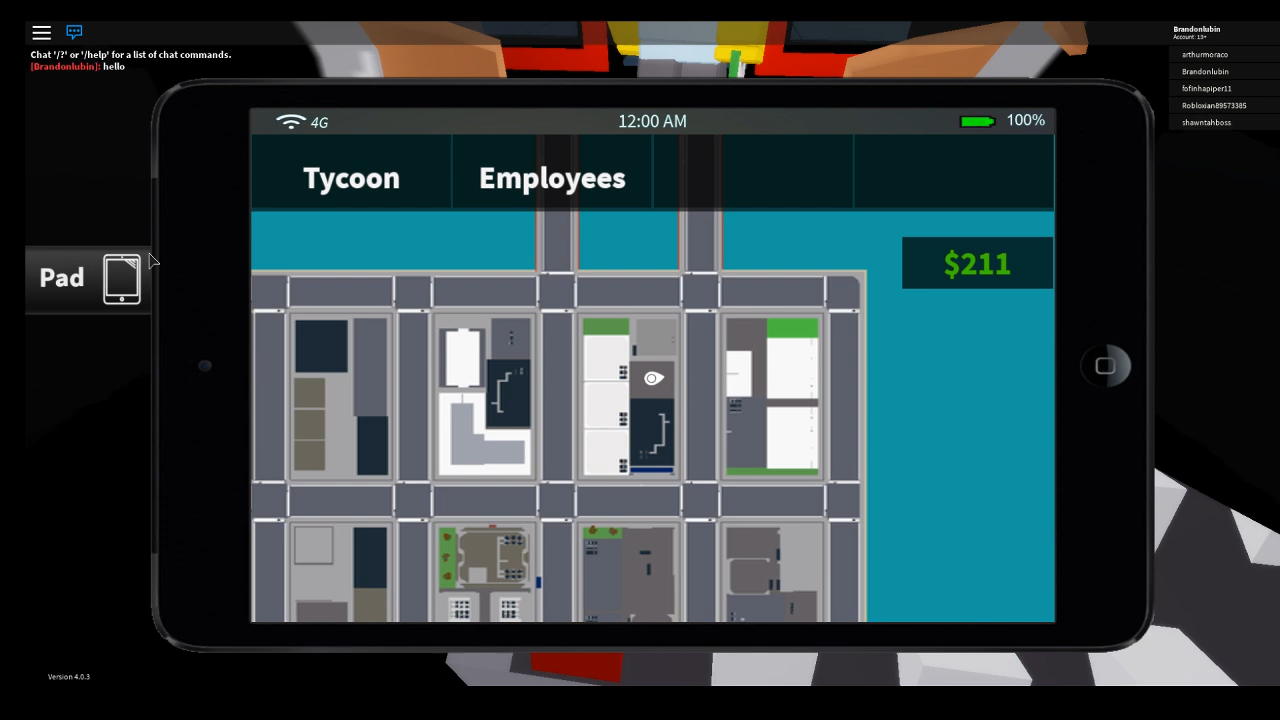 Chat '/?' or '/help' for a list of chat commands.
[Brandonlubin]: hello
Brandonlubin
Account: 13+
arthurmoraco
Brandonlubin
fofinhapiper11
Robloxian89573385
shawntahboss
4G
12:00 AM
100%
Tycoon
Employees
$211
Pad
Version 4.0.3